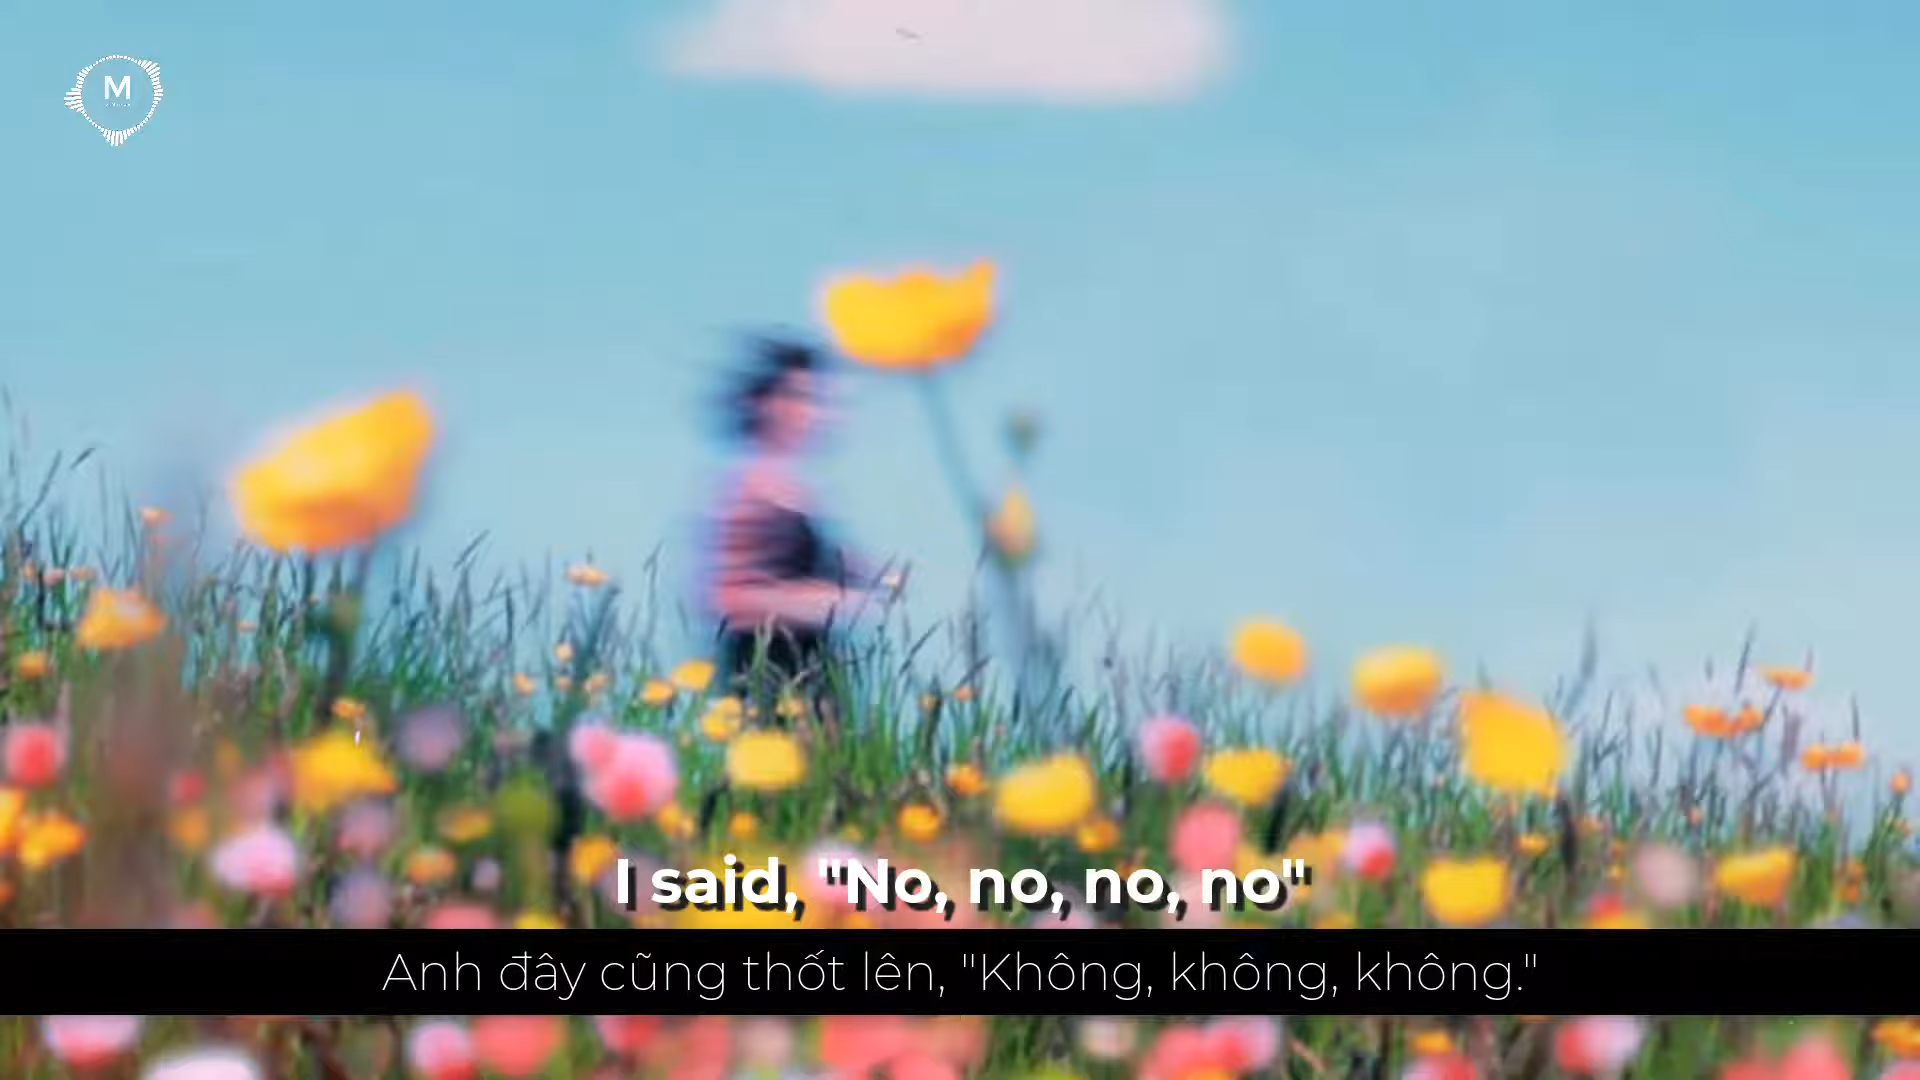 M
I said, "No, no, no, no"
Anh đây cũng thốt lên, "Không, không, không."